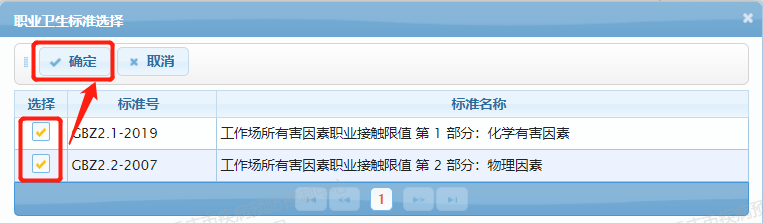 职业卫生标准选择
确定 取消
选择 标准号 标准名称
GBZ2.1-2019 工作场所有害因素职业接触限值 第 1 部分：化学有害因素
GBZ2.2-2007 工作场所有害因素职业接触限值 第 2 部分：物理因素
1